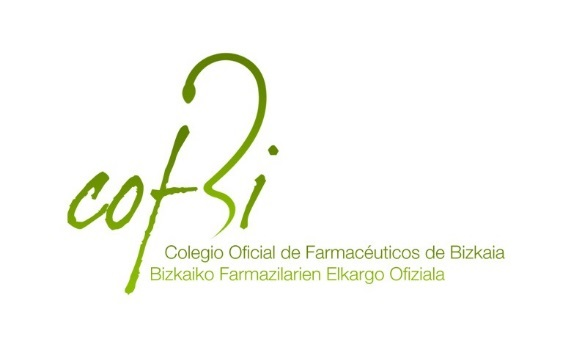 cofBi
Colegio Oficial de Farmacéuticos de Bizkaia
Bizkaiko Farmazilarien Elkargo Ofiziala